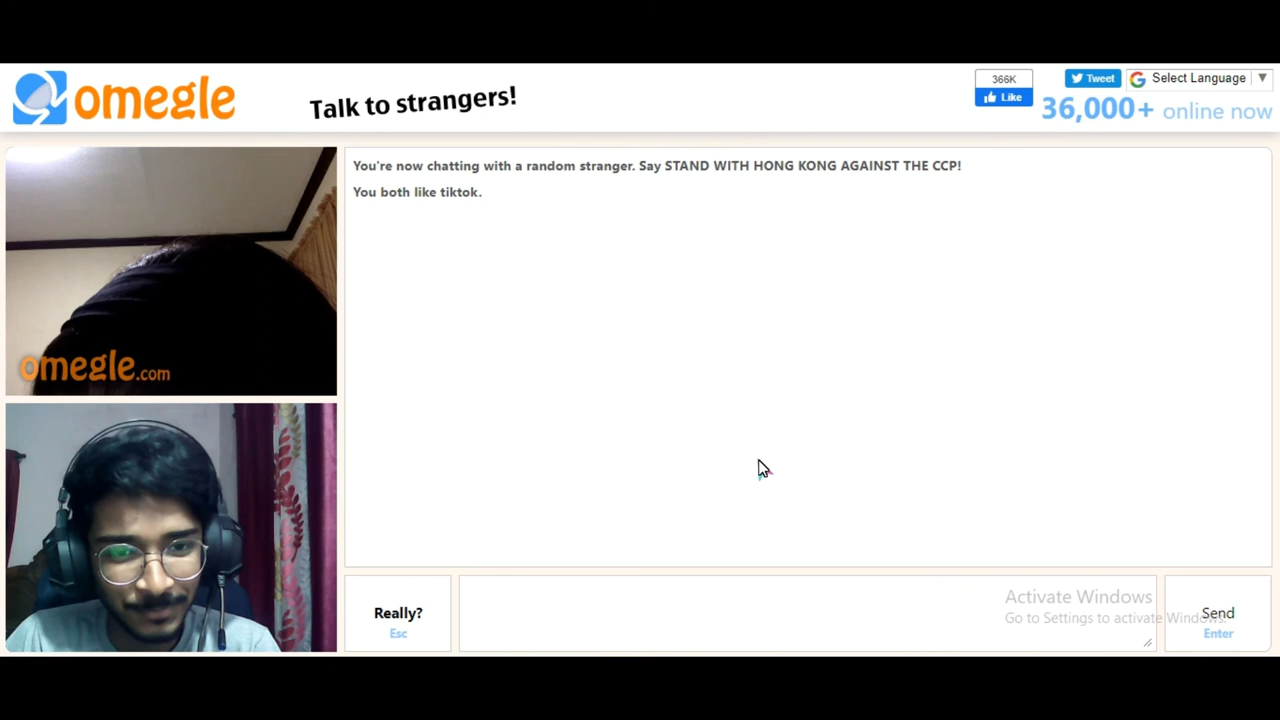 omegle
Talk to strangers!
366K
Like
Tweet
Select Language
36,000+ online now
You're now chatting with a random stranger. Say STAND WITH HONG KONG AGAINST THE CCP!
You both like tiktok.
omegle.com
Really?
Esc
Activate Windows
Go to Settings to activate Windows.
Send
Enter